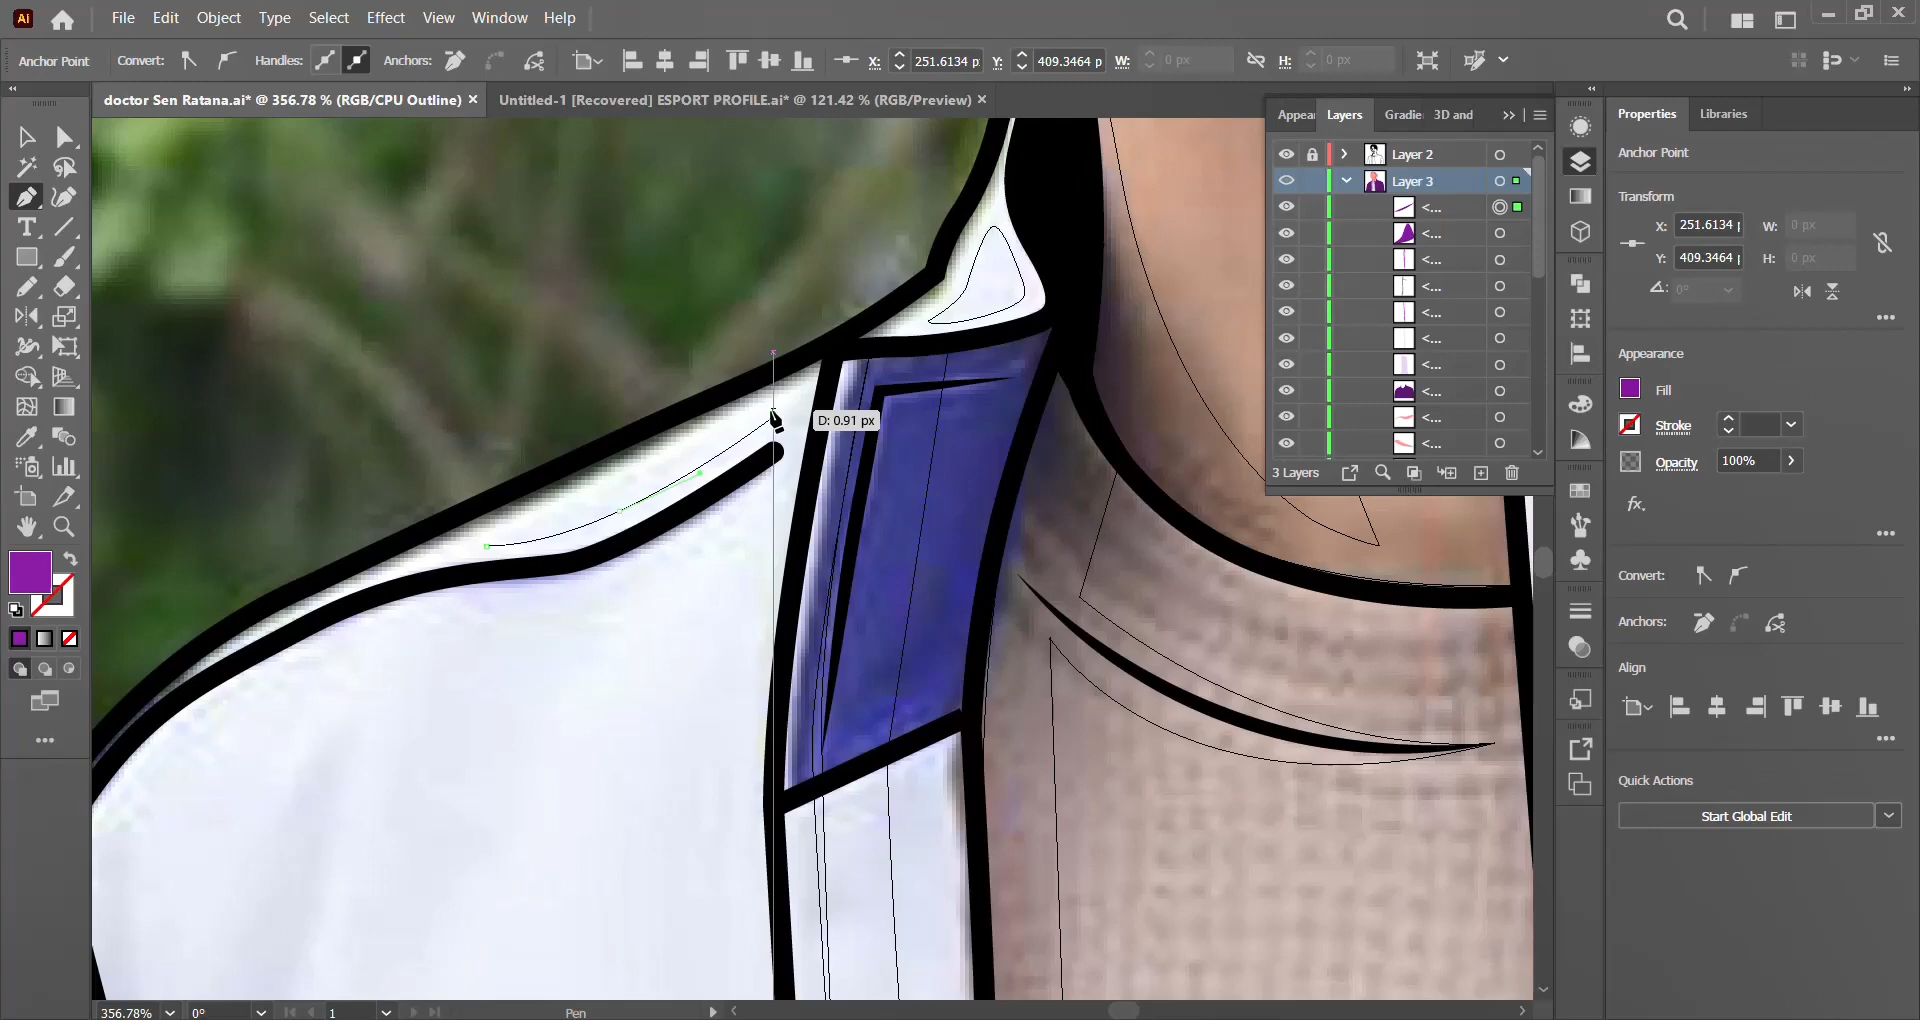 Ai File Edit Object Type Select Effect View Window Help
Anchor Point Convert: Handles: Anchors: X: 251.6134 p Y: 409.3464 p W: 0 px H: 0 px
doctor Sen Ratana.ai* @ 356.78 % (RGB/CPU Outline) × Untitled-1 [Recovered] ESPORT PROFILE.ai* @ 121.42 % (RGB/Preview) ×
Appear Layers Gradie 3D and
Layer 2
Layer 3
<...
<...
<...
<...
<...
<...
<...
<...
<...
<...
3 Layers
D: 0.91 px
Properties Libraries
Anchor Point
Transform
X: 251.6134 p W: 0 px
Y: 409.3464 p H: 0 px
0°
Appearance
Fill
Stroke
Opacity 100%
fx.
Convert:
Anchors:
Align
Quick Actions
Start Global Edit
356.78% 0° 1 Pen